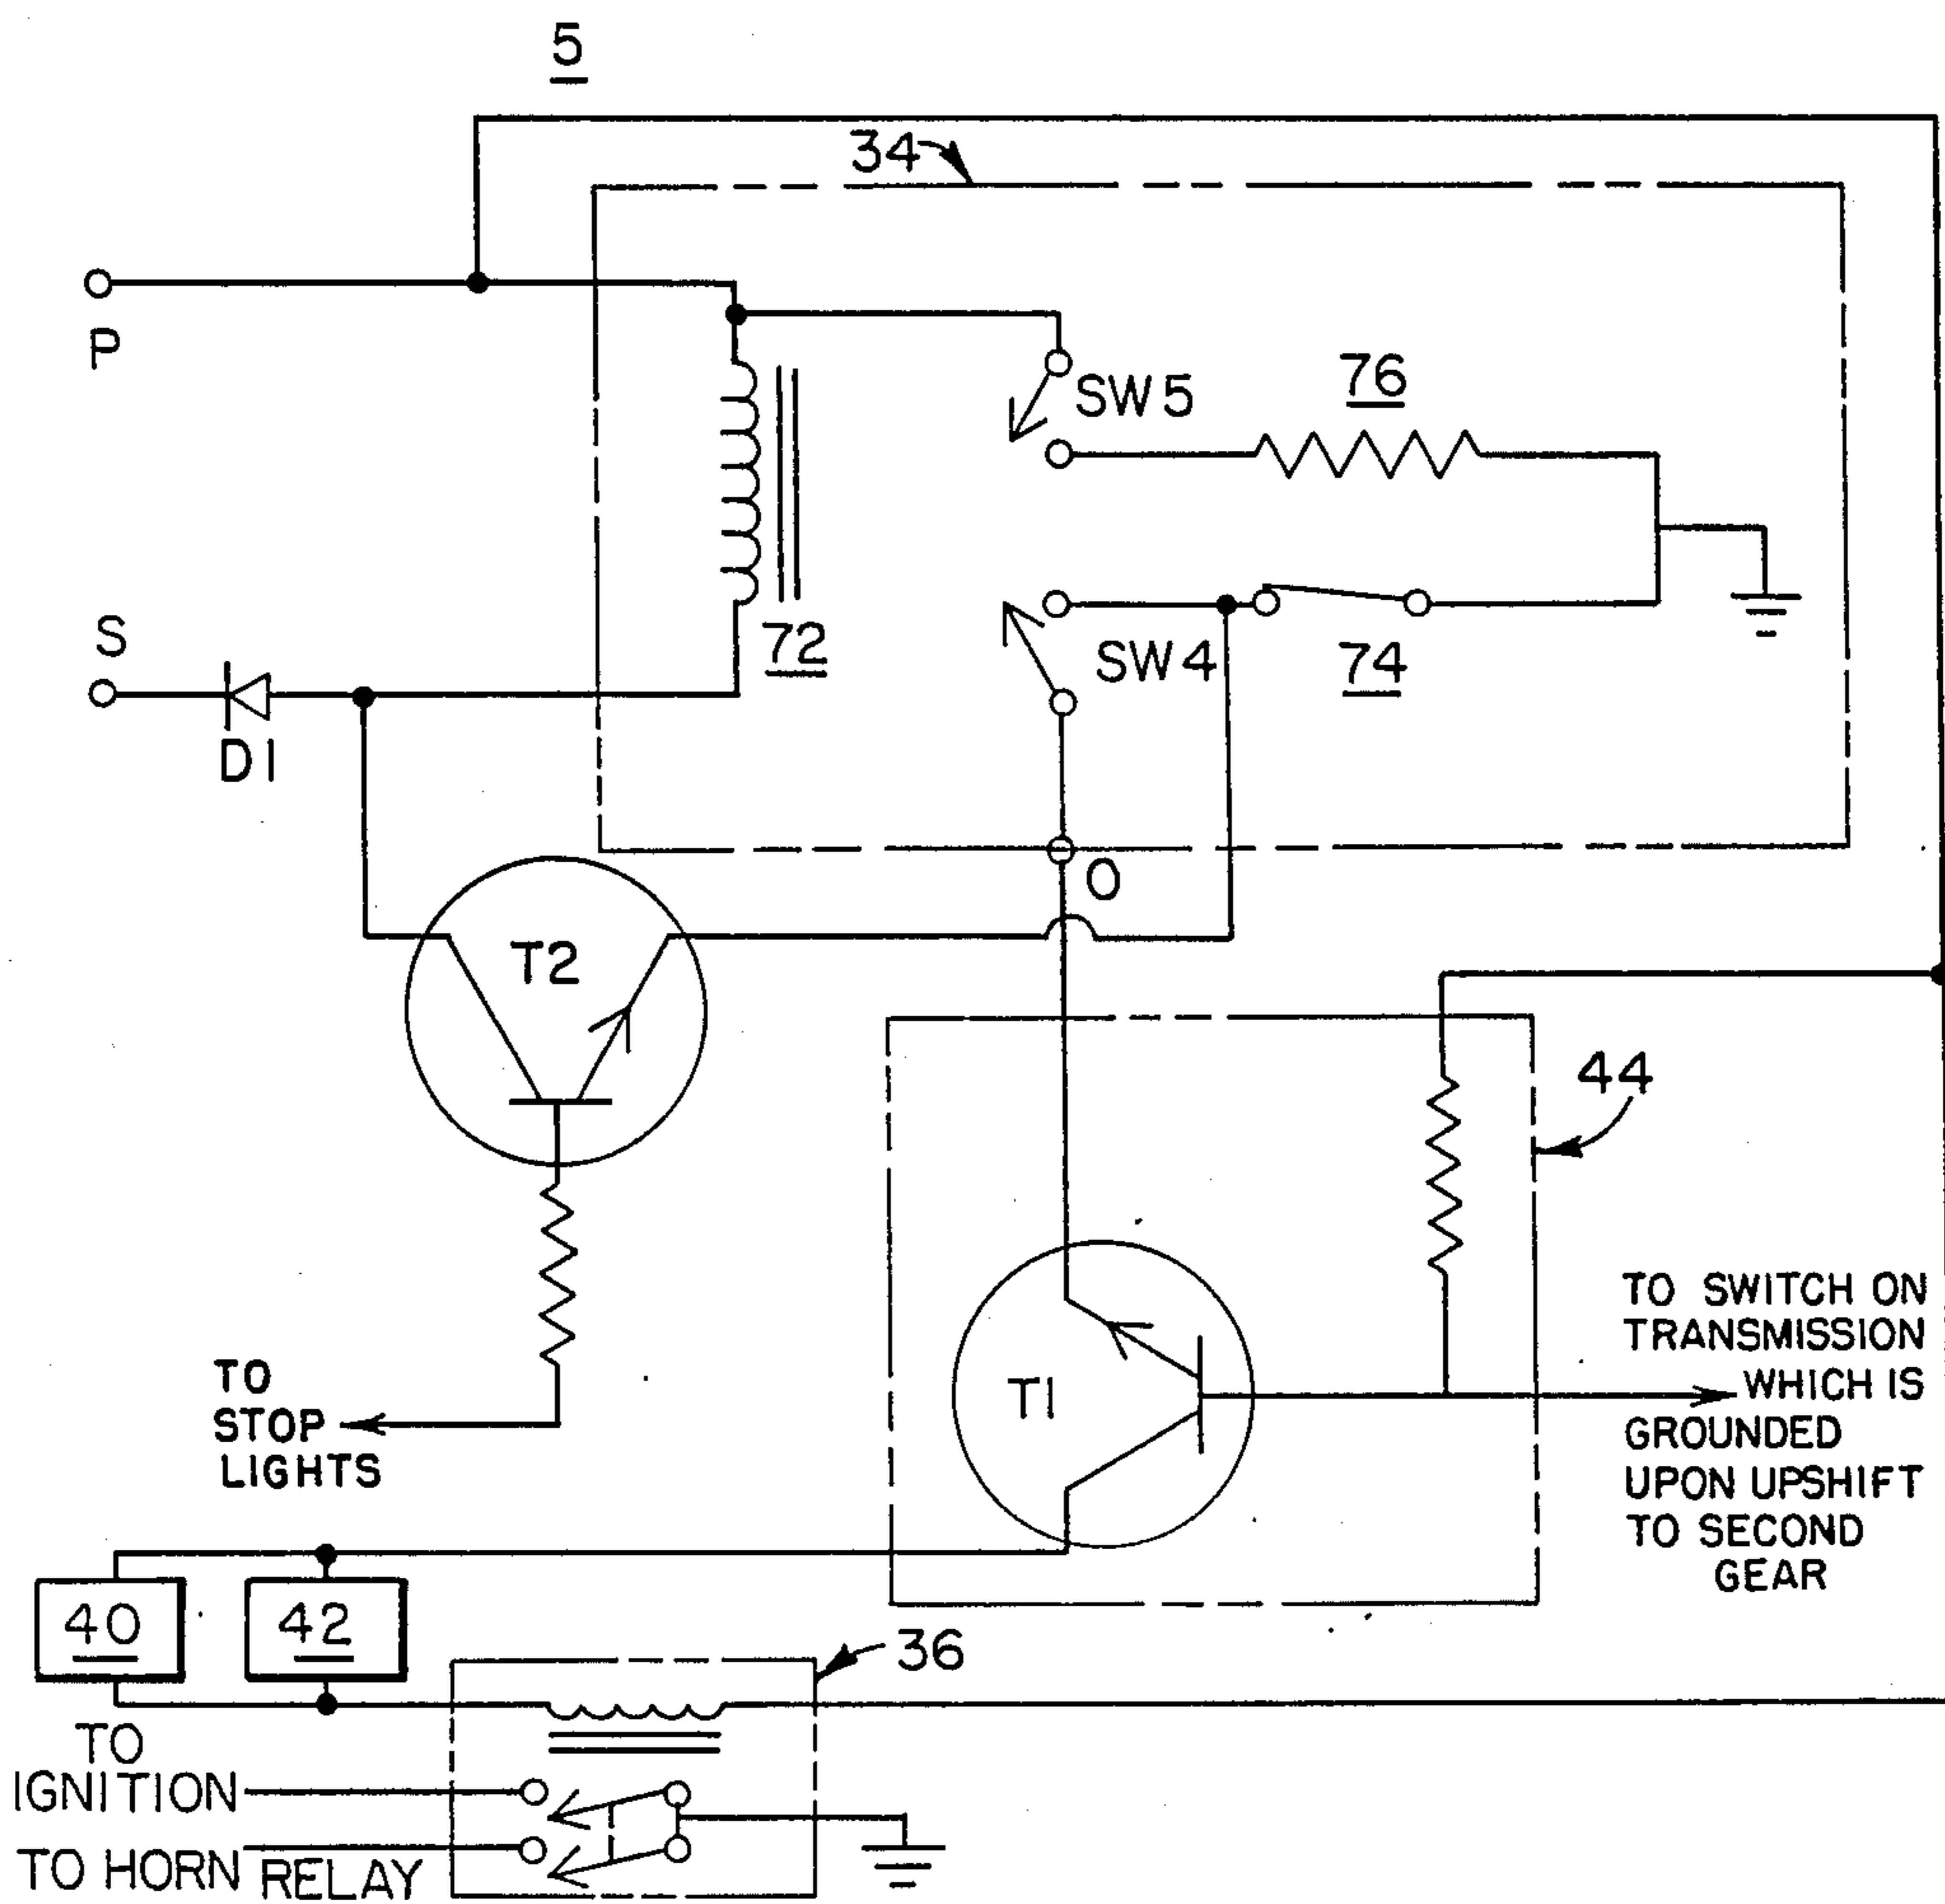 5
34
P
SW5
76
S
72
SW4
74
D1
O
T2
44
T1
TO SWITCH ON
TRANSMISSION
WHICH IS
GROUNDED
UPON UPSHIFT
TO SECOND
GEAR
TO
STOP
LIGHTS
40
42
36
TO
IGNITION
TO HORN RELAY